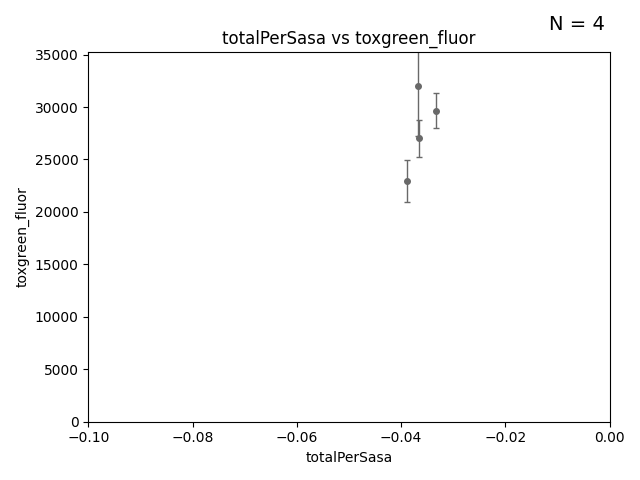 N = 4
totalPerSasa vs toxgreen_fluor
35000
30000
25000
20000
15000
10000
5000
0
toxgreen_fluor
−0.10 −0.08 −0.06 −0.04 −0.02 0.00
totalPerSasa